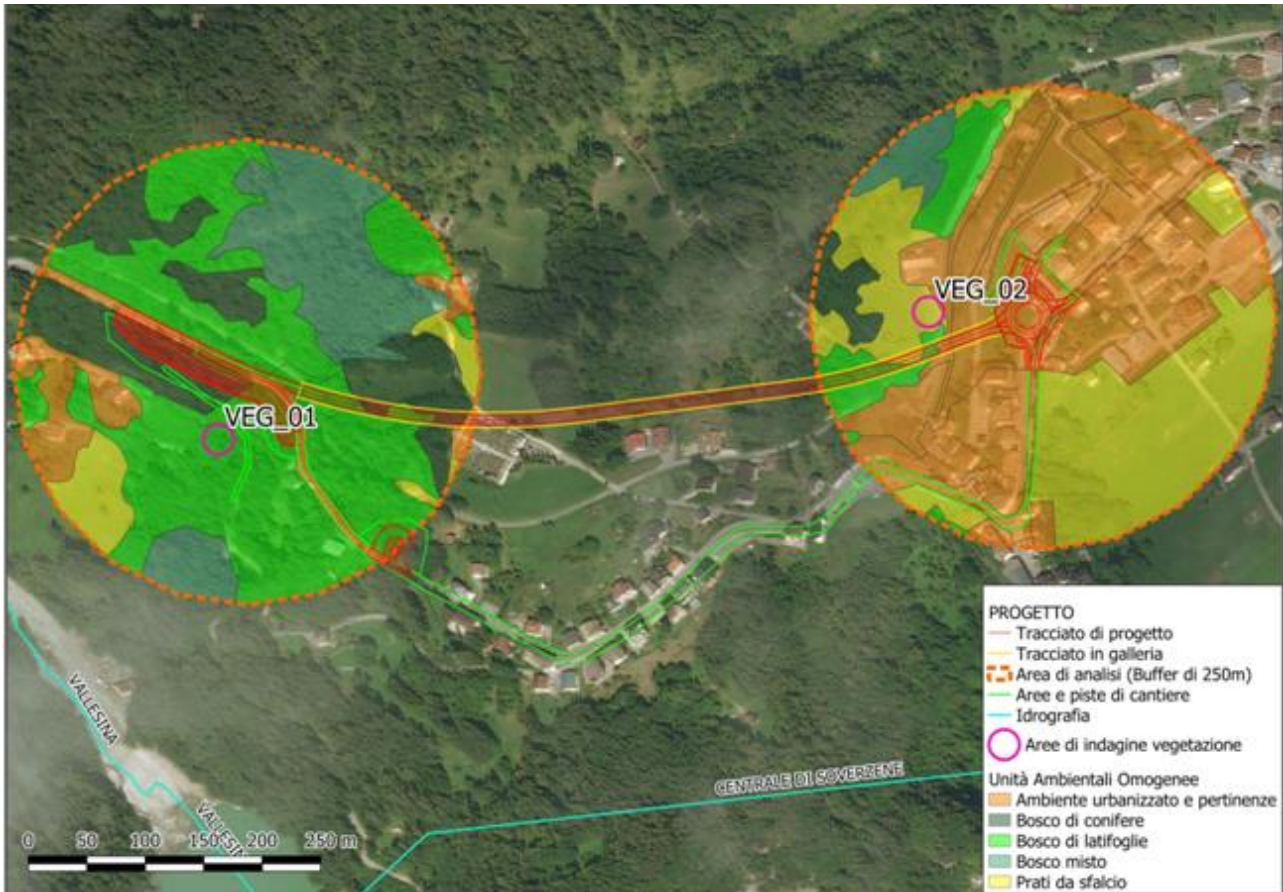 VEG_02
VEG_01
VALLESINA
VALLESIN
CENTRALE DI SOVERZENE
0 50 100 150 200 250 m
PROGETTO
Tracciato di progetto
Tracciato in galleria
Area di analisi (Buffer di 250m)
Aree e piste di cantiere
Idrografia
Aree di indagine vegetazione
Unità Ambientali Omogenee
Ambiente urbanizzato e pertinenze
Bosco di conifere
Bosco di latifoglie
Bosco misto
Prati da sfalcio